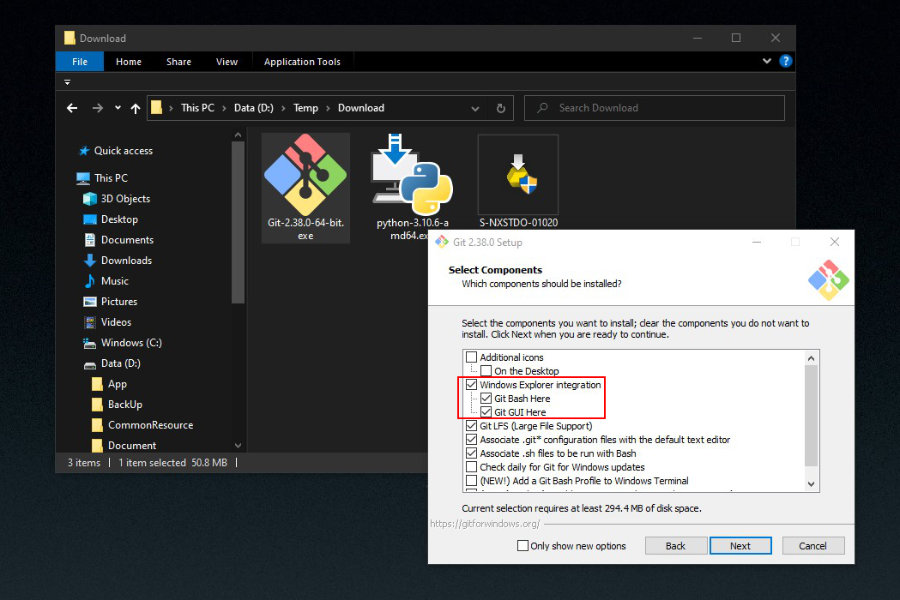 Download
File Home Share View Application Tools
This PC Data (D:) Temp Download
Search Download
Quick access
This PC
3D Objects
Desktop
Documents
Downloads
Music
Pictures
Videos
Windows (C:)
Data (D:)
App
BackUp
CommonResource
Document
Git-2.38.0-64-bit.
exe
python-3.10.6-a
md64.ex
S-NXSTDO-01020
3 items 1 item selected 50.8 MB
Git 2.38.0 Setup
Select Components
Which components should be installed?
Select the components you want to install; clear the components you do not want to
install. Click Next when you are ready to continue.
Additional icons
On the Desktop
Windows Explorer integration
Git Bash Here
Git GUI Here
Git LFS (Large File Support)
Associate .git* configuration files with the default text editor
Associate .sh files to be run with Bash
Check daily for Git for Windows updates
(NEW!) Add a Git Bash Profile to Windows Terminal
Current selection requires at least 294.4 MB of disk space.
https://gitforwindows.org/
Only show new options
Back
Next
Cancel